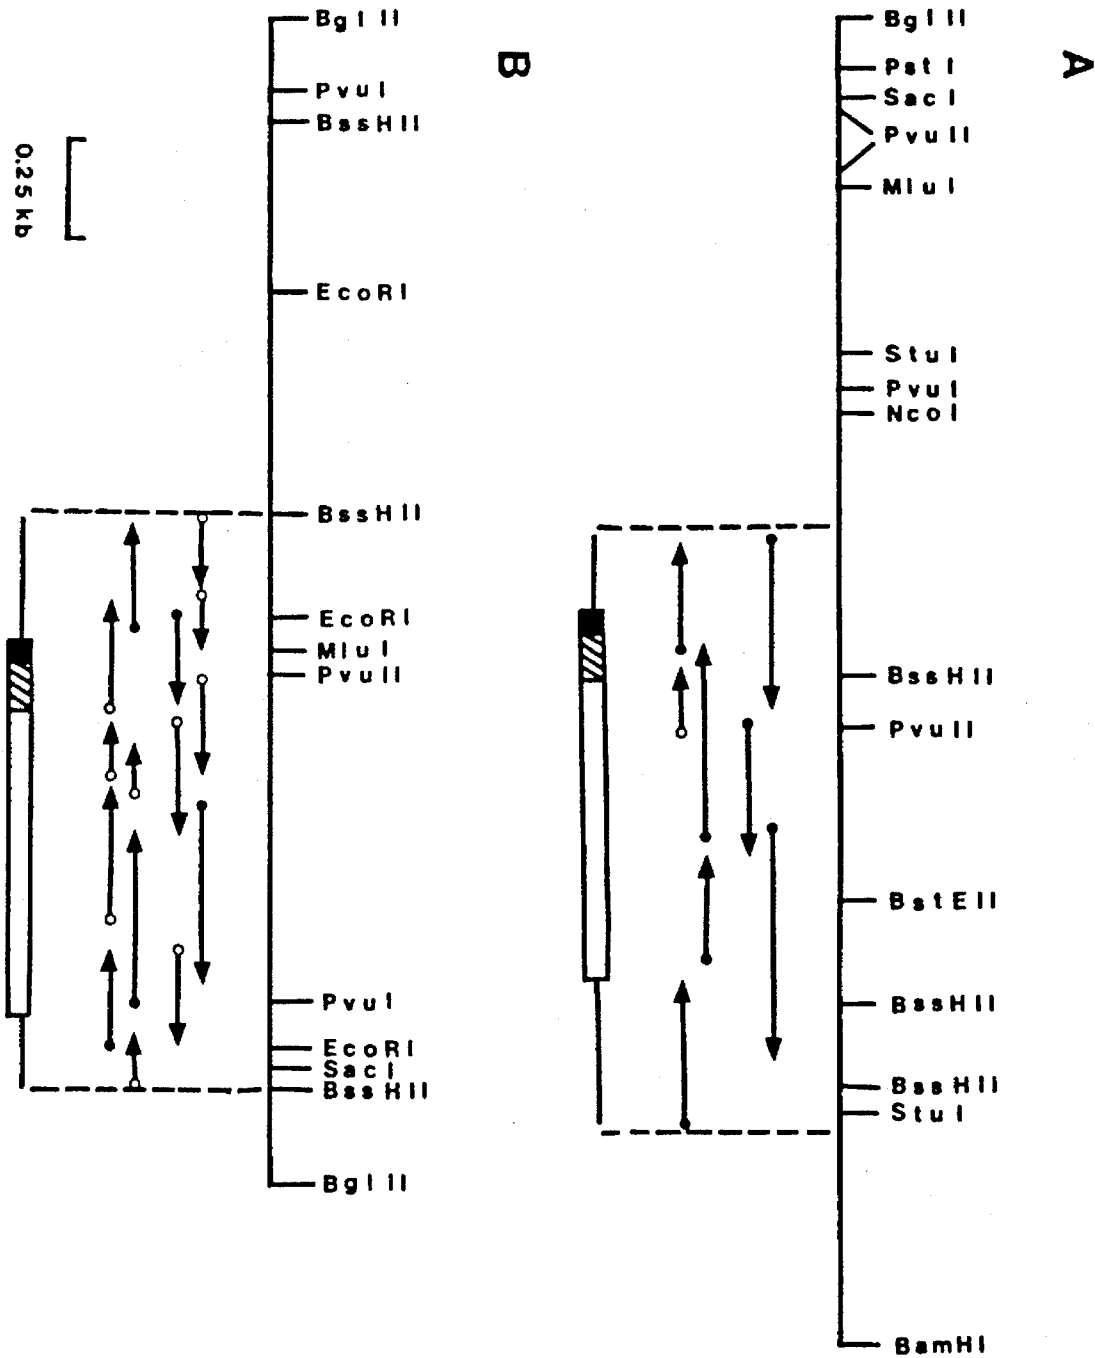 A
Bgl II
Pst I
Sac I
Pvu II
Mlu I
Stu I
Pvu I
Nco I
BssH II
Pvu II
BstE II
BssH II
BssH II
Stu I
BamH I
B
Bgl II
Pvu I
BssH II
EcoR I
BssH II
EcoR I
Mlu I
Pvu II
Pvu I
EcoR I
Sac I
BssH II
Bgl II
0.25 kb